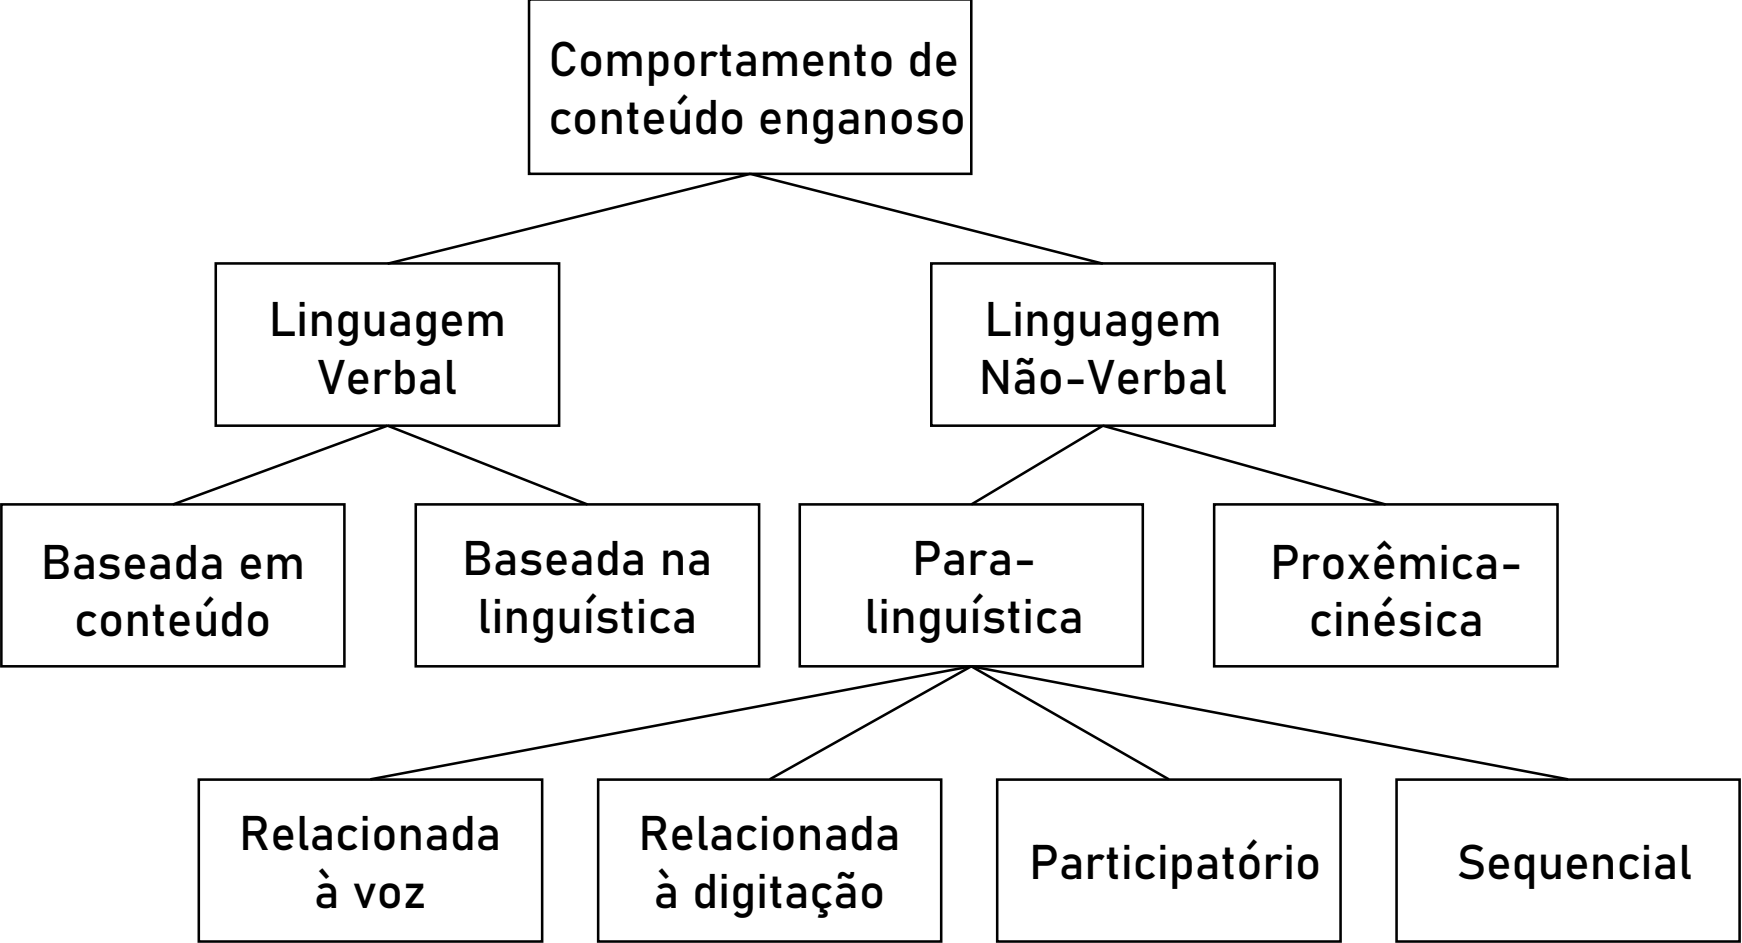 Comportamento de
conteúdo enganoso
Linguagem
Verbal
Linguagem
Não-Verbal
Baseada em
conteúdo
Baseada na
linguística
Para-
linguística
Proxêmica-
cinésica
Relacionada
à voz
Relacionada
à digitação
Participatório
Sequencial